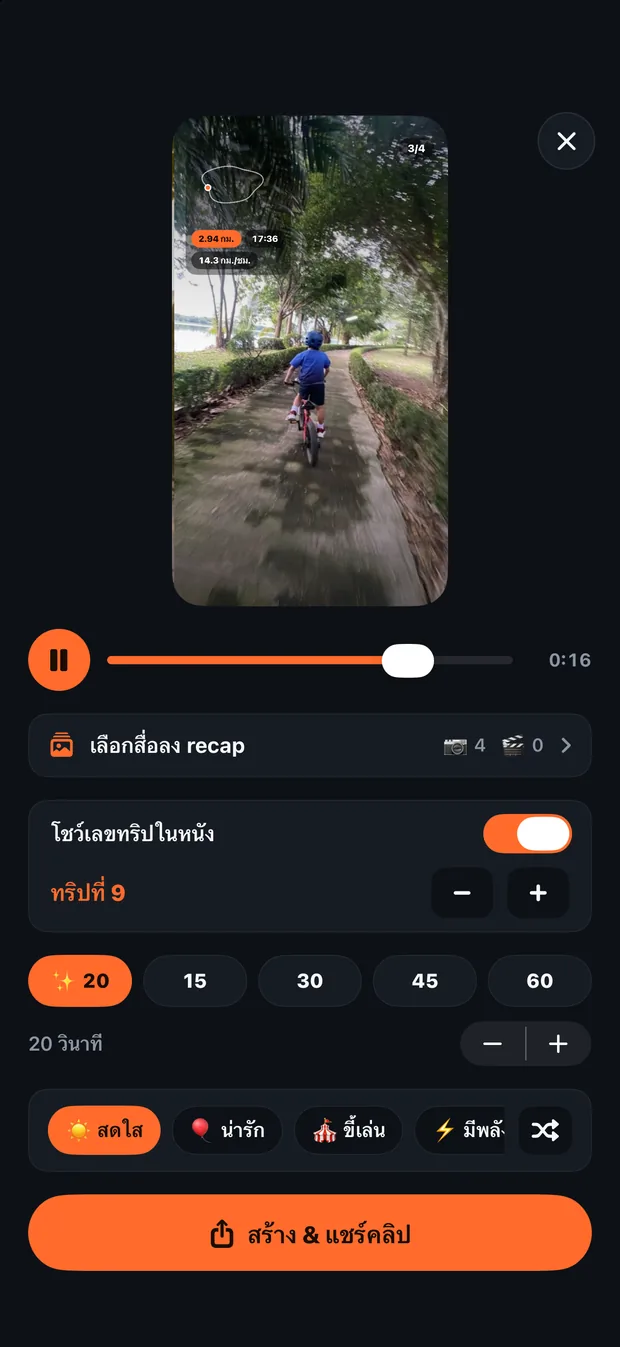 3/4
2.94 กม. 17:36
14.3 กม./ชม.
0:16
เลือกสื่อลง recap 4 0
โชว์เลขทริปในหนัง
ทริปที่ 9
20 15 30 45 60
20 วินาที
สดใส น่ารัก ขี้เล่น มีพลั
สร้าง & แชร์คลิป